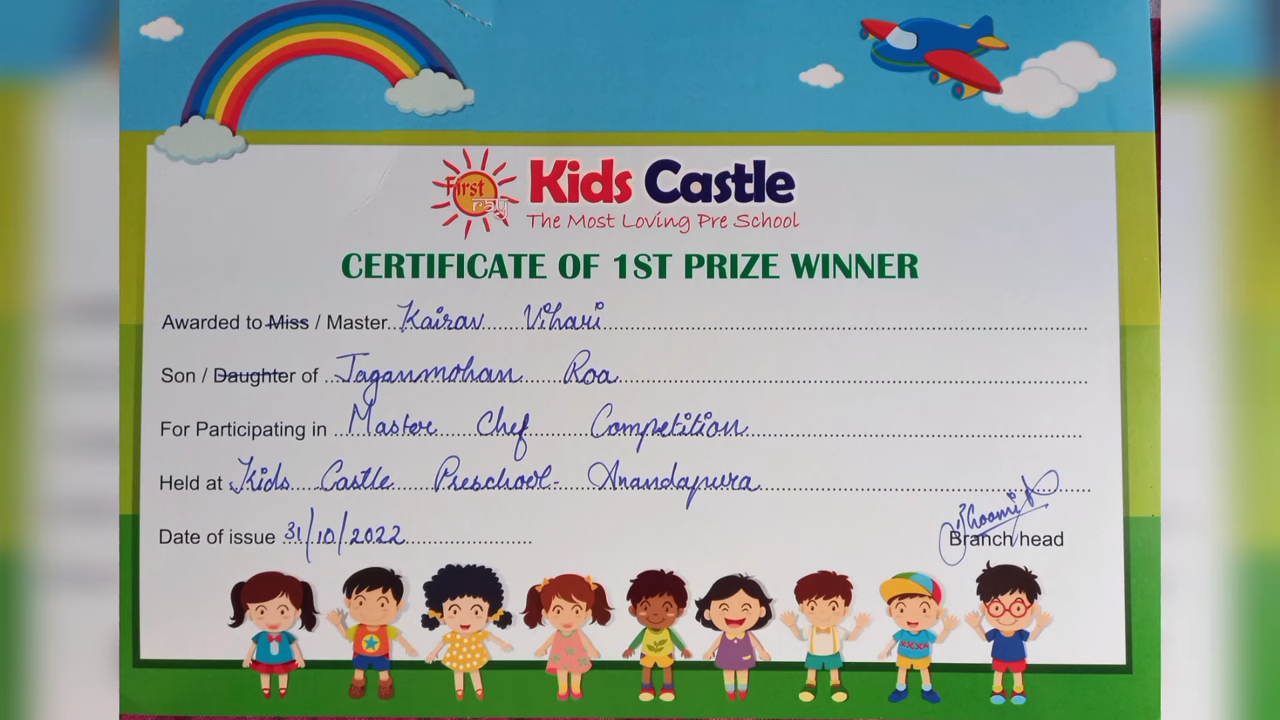 First
ray
Kids Castle
The Most Loving Pre School
CERTIFICATE OF 1ST PRIZE WINNER
Awarded to Miss / Master Kairav Vihari
Son / Daughter of Jaganmohan Roa
For Participating in Master Chef Competition
Held at Kids Castle Preschool- Anandapura
Date of issue 31/10/2022
Branch head
XXXX